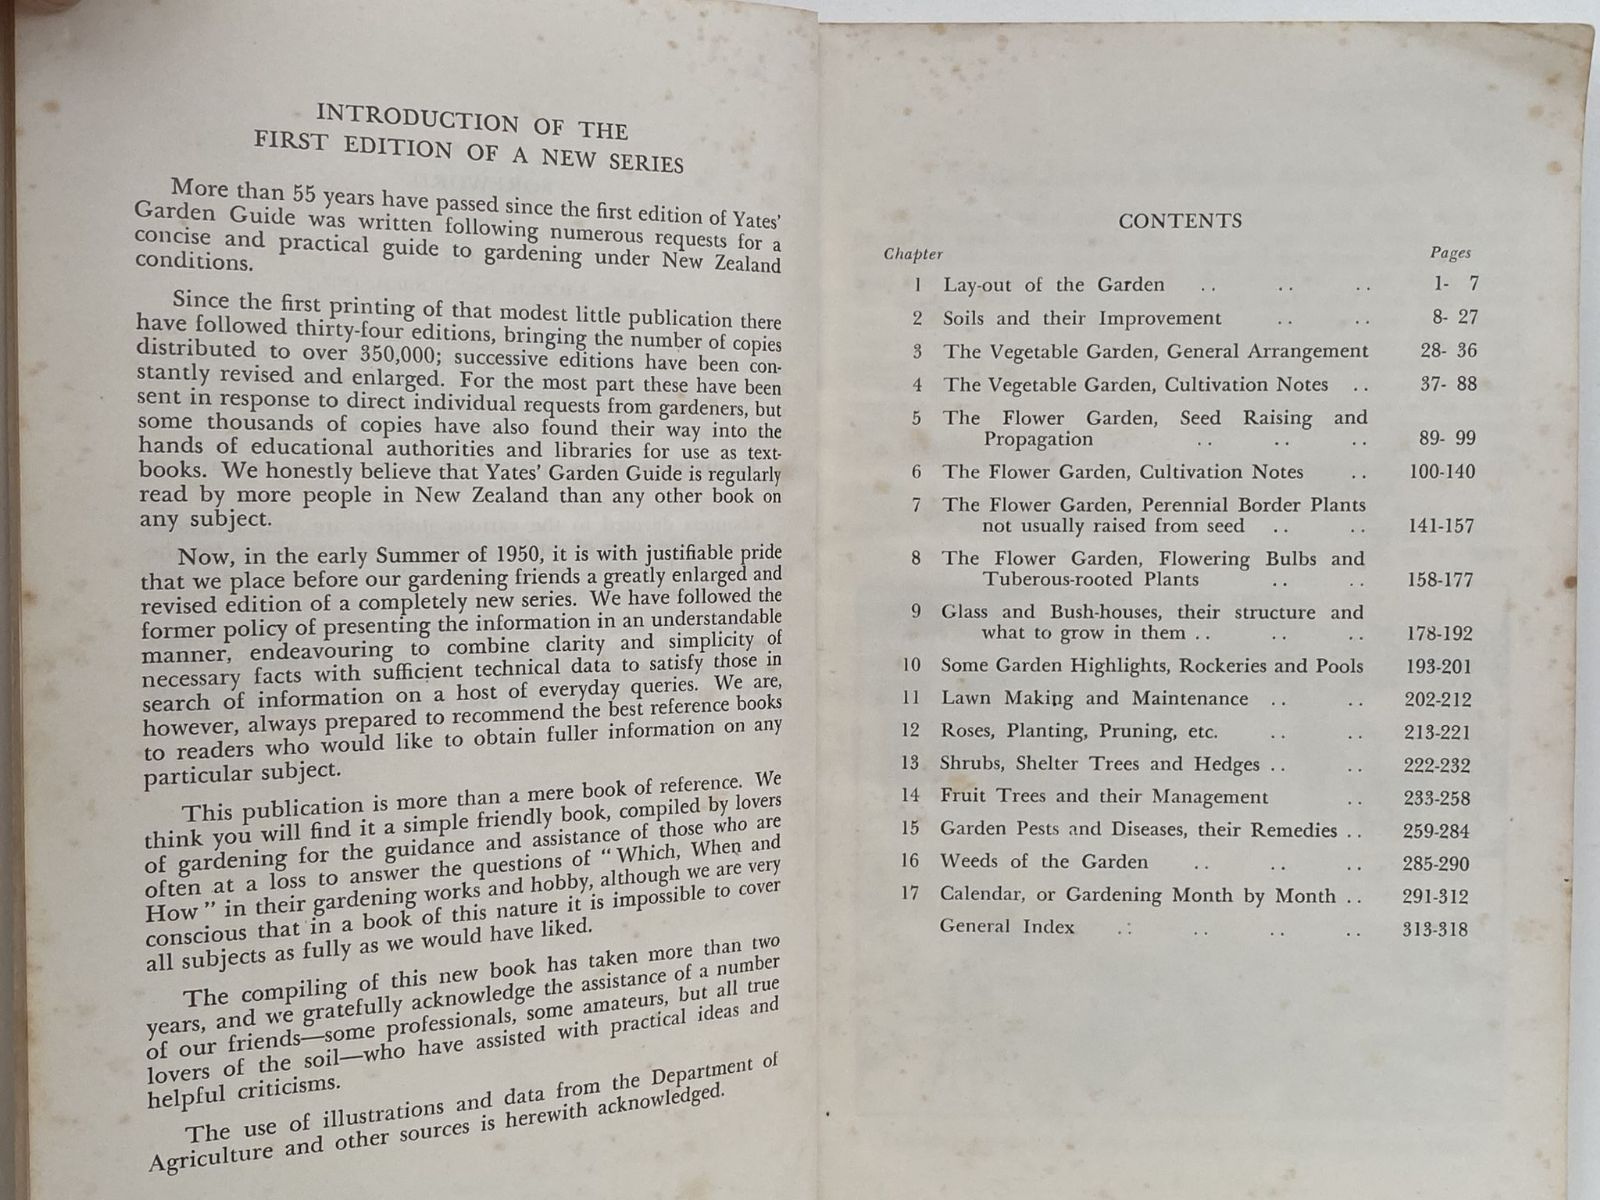 INTRODUCTION OF THE
FIRST EDITION OF A NEW SERIES
More than 55 years have passed since the first edition of Yates'
Garden Guide was written following numerous requests for a
concise and practical guide to gardening under New Zealand
conditions.
Since the first printing of that modest little publication there
have followed thirty-four editions, bringing the number of copies
distributed to over 350,000; successive editions have been con-
stantly revised and enlarged. For the most part these have been
sent in response to direct individual requests from gardeners, but
some thousands of copies have also found their way into the
hands of educational authorities and libraries for use as text-
books. We honestly believe that Yates' Garden Guide is regularly
read by more people in New Zealand than any other book on
any subject.
Now, in the early Summer of 1950, it is with justifiable pride
that we place before our gardening friends a greatly enlarged and
revised edition of a completely new series. We have followed the
former policy of presenting the information in an understandable
manner, endeavouring to combine clarity and simplicity of
necessary facts with sufficient technical data to satisfy those in
search of information on a host of everyday queries. We are,
however, always prepared to recommend the best reference books
to readers who would like to obtain fuller information on any
particular subject.
This publication is more than a mere book of reference. We
think you will find it a simple friendly book, compiled by lovers
of gardening for the guidance and assistance of those who are
often at a loss to answer the questions of "Which, When and
How" in their gardening works and hobby, although we are very
conscious that in a book of this nature it is impossible to cover
all subjects as fully as we would have liked.
The compiling of this new book has taken more than two
years, and we gratefully acknowledge the assistance of a number
of our friends—some professionals, some amateurs, but all true
lovers of the soil—who have assisted with practical ideas and
helpful criticisms.
The use of illustrations and data from the Department of
Agriculture and other sources is herewith acknowledged.
CONTENTS
Chapter Pages
1 Lay-out of the Garden .. .. .. 1- 7
2 Soils and their Improvement .. .. 8- 27
3 The Vegetable Garden, General Arrangement 28- 36
4 The Vegetable Garden, Cultivation Notes .. 37- 88
5 The Flower Garden, Seed Raising and
Propagation .. .. .. 89- 99
6 The Flower Garden, Cultivation Notes .. 100-140
7 The Flower Garden, Perennial Border Plants
not usually raised from seed .. .. 141-157
8 The Flower Garden, Flowering Bulbs and
Tuberous-rooted Plants .. .. 158-177
9 Glass and Bush-houses, their structure and
what to grow in them .. .. .. 178-192
10 Some Garden Highlights, Rockeries and Pools 193-201
11 Lawn Making and Maintenance .. .. 202-212
12 Roses, Planting, Pruning, etc. .. .. 213-221
13 Shrubs, Shelter Trees and Hedges .. .. 222-232
14 Fruit Trees and their Management .. 233-258
15 Garden Pests and Diseases, their Remedies .. 259-284
16 Weeds of the Garden .. .. .. 285-290
17 Calendar, or Gardening Month by Month .. 291-312
General Index .. .. .. .. 313-318